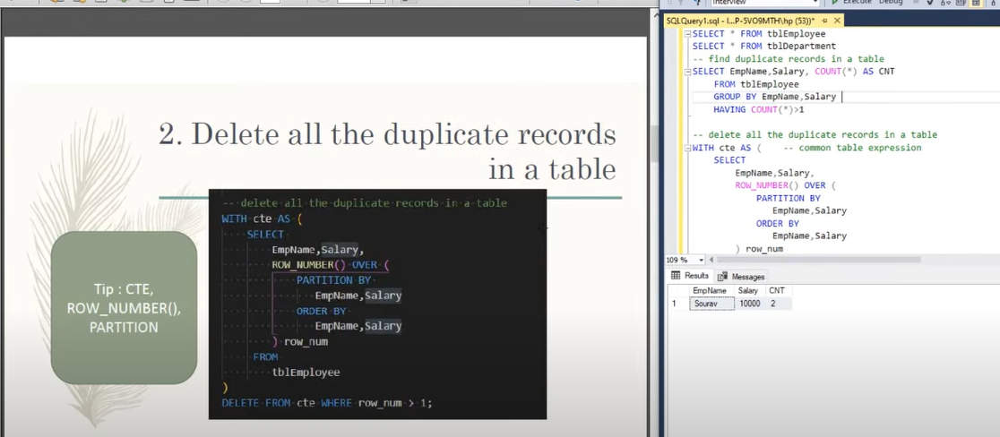 2. Delete all the duplicate records
in a table
Tip : CTE,
ROW_NUMBER(),
PARTITION
-- delete all the duplicate records in a table
WITH cte AS (
SELECT
EmpName,Salary,
ROW_NUMBER() OVER (
PARTITION BY
EmpName,Salary
ORDER BY
EmpName,Salary
) row_num
FROM
tblEmployee
)
DELETE FROM cte WHERE row_num > 1;
Interview
Execute Debug
SQLQuery1.sql - l...P-5VO9MTH\hp (53))*
SELECT * FROM tblEmployee
SELECT * FROM tblDepartment
-- find duplicate records in a table
SELECT EmpName,Salary, COUNT(*) AS CNT
FROM tblEmployee
GROUP BY EmpName,Salary
HAVING COUNT(*)>1
-- delete all the duplicate records in a table
WITH cte AS ( -- common table expression
SELECT
EmpName,Salary,
ROW_NUMBER() OVER (
PARTITION BY
EmpName,Salary
ORDER BY
EmpName,Salary
) row_num
109 %
Results Messages
EmpName Salary CNT
1 Sourav 10000 2